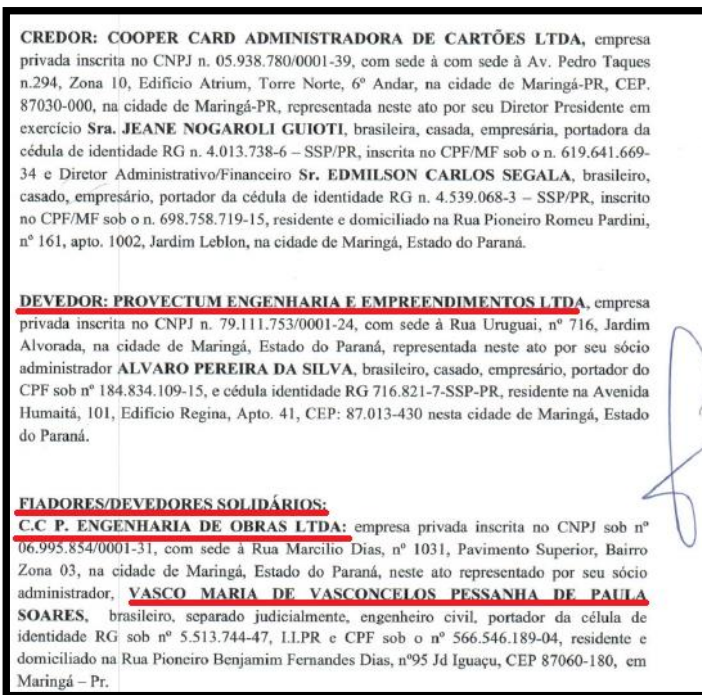 CREDOR: COOPER CARD ADMINISTRADORA DE CARTÕES LTDA, empresa
privada inscrita no CNPJ n. 05.938.780/0001-39, com sede à com sede à Av. Pedro Taques
n.294, Zona 10, Edifício Atrium, Torre Norte, 6º Andar, na cidade de Maringá-PR, CEP.
87030-000, na cidade de Maringá-PR, representada neste ato por seu Diretor Presidente em
exercício Sra. JEANE NOGAROLI GUIOTI, brasileira, casada, empresária, portadora da
cédula de identidade RG n. 4.013.738-6 – SSP/PR, inscrita no CPF/MF sob o n. 619.641.669-
34 e Diretor Administrativo/Financeiro Sr. EDMILSON CARLOS SEGALA, brasileiro,
casado, empresário, portador da cédula de identidade RG n. 4.539.068-3 – SSP/PR, inscrito
no CPF/MF sob o n. 698.758.719-15, residente e domiciliado na Rua Pioneiro Romeu Pardini,
nº 161, apto. 1002, Jardim Leblon, na cidade de Maringá, Estado do Paraná.
DEVEDOR: PROVECTUM ENGENHARIA E EMPREENDIMENTOS LTDA, empresa
privada inscrita no CNPJ n. 79.111.753/0001-24, com sede à Rua Uruguai, nº 716, Jardim
Alvorada, na cidade de Maringá, Estado do Paraná, representada neste ato por seu sócio
administrador ALVARO PEREIRA DA SILVA, brasileiro, casado, empresário, portador do
CPF sob nº 184.834.109-15, e cédula identidade RG 716.821-7-SSP-PR, residente na Avenida
Humaitá, 101, Edifício Regina, Apto. 41, CEP: 87.013-430 nesta cidade de Maringá, Estado
do Paraná.
FIADORES/DEVEDORES SOLIDÁRIOS:
C.C P. ENGENHARIA DE OBRAS LTDA: empresa privada inscrita no CNPJ sob nº
06.995.854/0001-31, com sede à Rua Marcilio Dias, nº 1031, Pavimento Superior, Bairro
Zona 03, na cidade de Maringá, Estado do Paraná, neste ato representado por seu sócio
administrador, VASCO MARIA DE VASCONCELOS PESSANHA DE PAULA
SOARES, brasileiro, separado judicialmente, engenheiro civil, portador da célula de
identidade RG sob nº 5.513.744-47, I.I.PR e CPF sob o nº 566.546.189-04, residente e
domiciliado na Rua Pioneiro Benjamim Fernandes Dias, nº95 Jd Iguaçu, CEP 87060-180, em
Maringá – Pr.